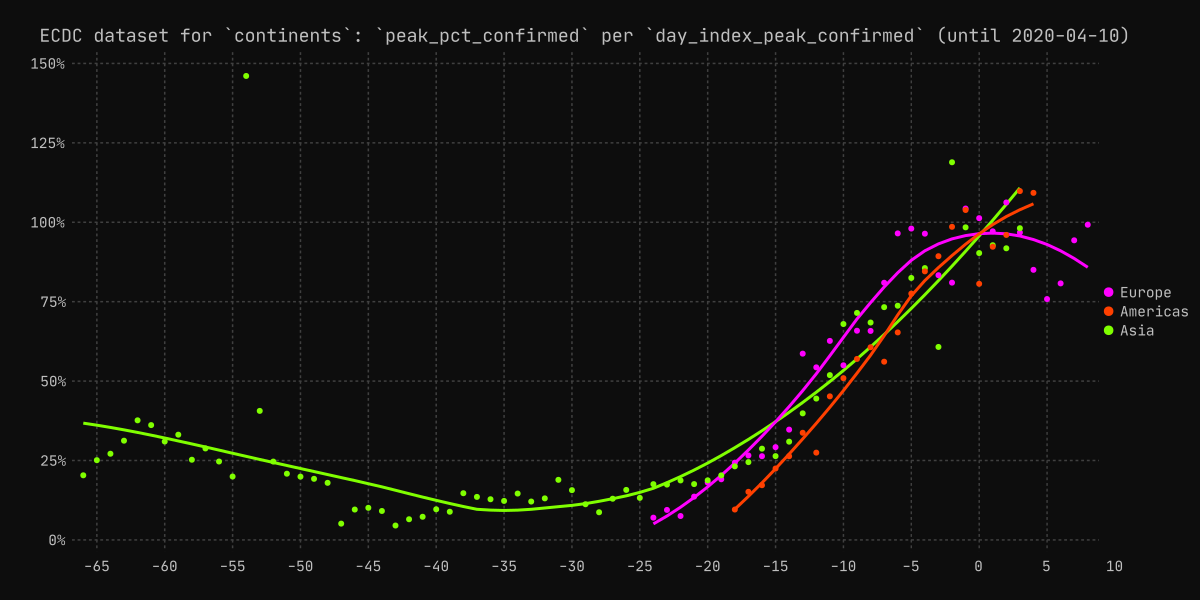 ECDC dataset for `continents`: `peak_pct_confirmed` per `day_index_peak_confirmed` (until 2020-04-10)
150%
125%
100%
75%
50%
25%
0%
-65 -60 -55 -50 -45 -40 -35 -30 -25 -20 -15 -10 -5 0 5 10
Europe
Americas
Asia